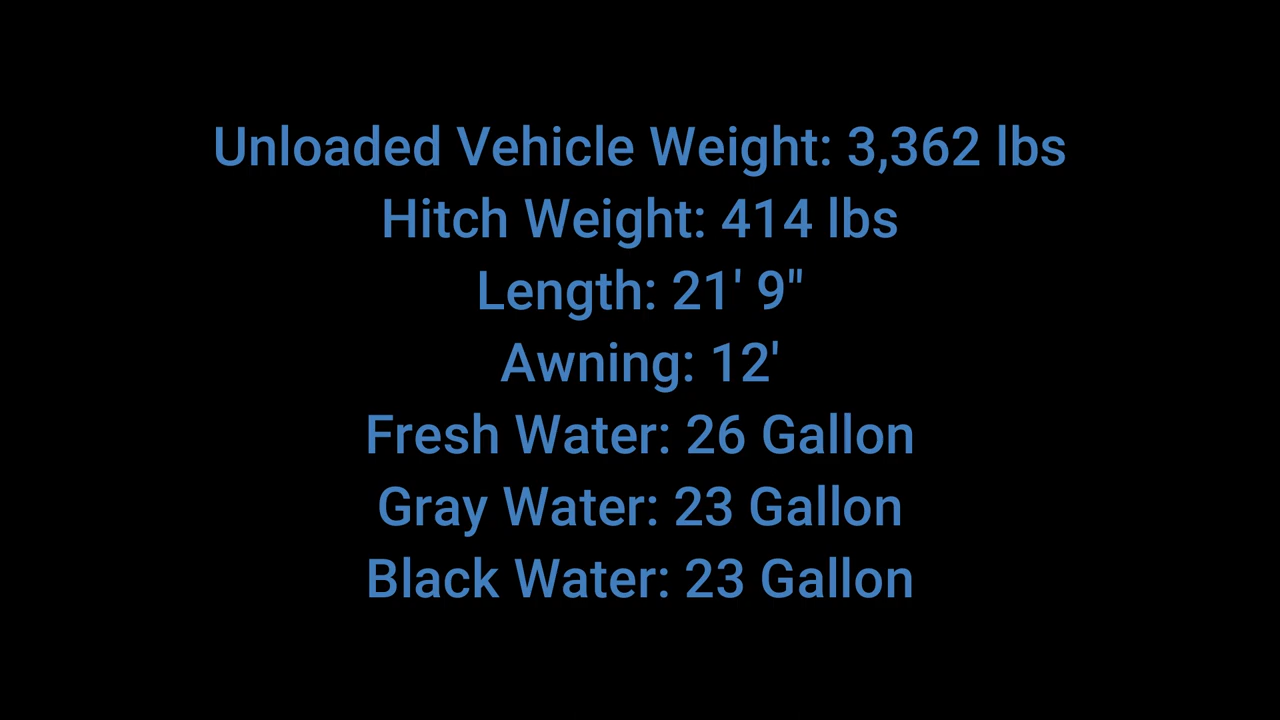 Unloaded Vehicle Weight: 3,362 lbs
Hitch Weight: 414 lbs
Length: 21' 9"
Awning: 12'
Fresh Water: 26 Gallon
Gray Water: 23 Gallon
Black Water: 23 Gallon